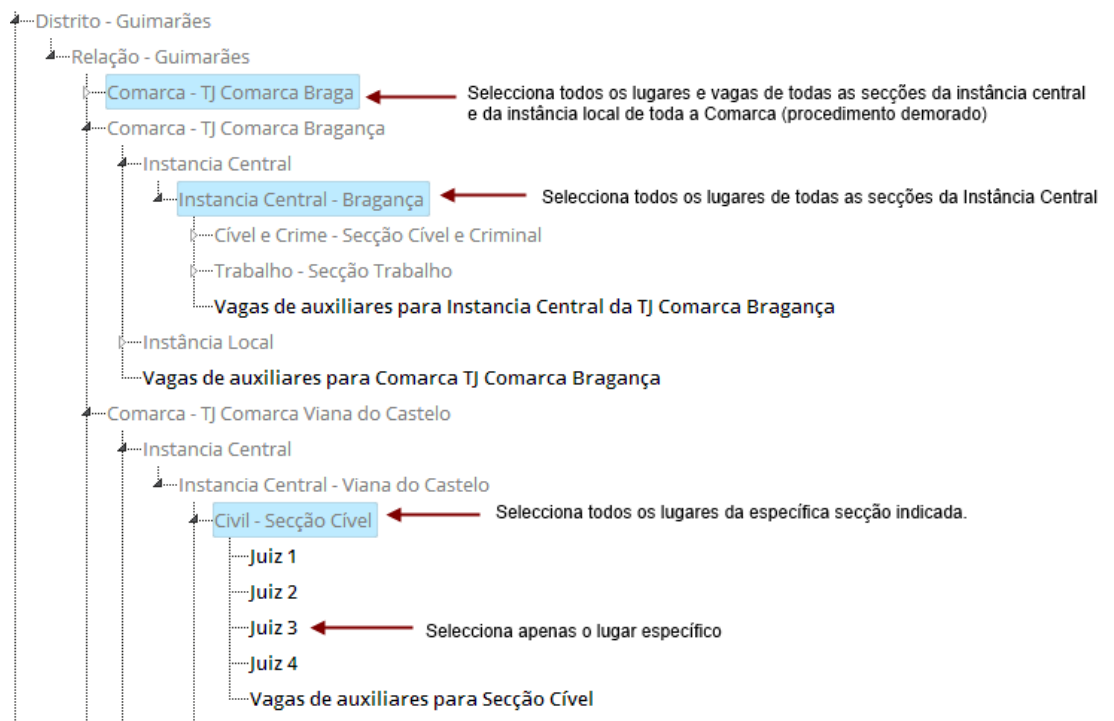 Distrito - Guimarães
Relação - Guimarães
Comarca - TJ Comarca Braga
Selecciona todos os lugares e vagas de todas as secções da instância central
e da instância local de toda a Comarca (procedimento demorado)
Comarca - TJ Comarca Bragança
Instancia Central
Instancia Central - Bragança
Selecciona todos os lugares de todas as secções da Instância Central
Cível e Crime - Secção Cível e Criminal
Trabalho - Secção Trabalho
Vagas de auxiliares para Instancia Central da TJ Comarca Bragança
Instância Local
Vagas de auxiliares para Comarca TJ Comarca Bragança
Comarca - TJ Comarca Viana do Castelo
Instancia Central
Instancia Central - Viana do Castelo
Civil - Secção Cível
Selecciona todos os lugares da específica secção indicada.
Juiz 1
Juiz 2
Juiz 3
Selecciona apenas o lugar específico
Juiz 4
Vagas de auxiliares para Secção Cível